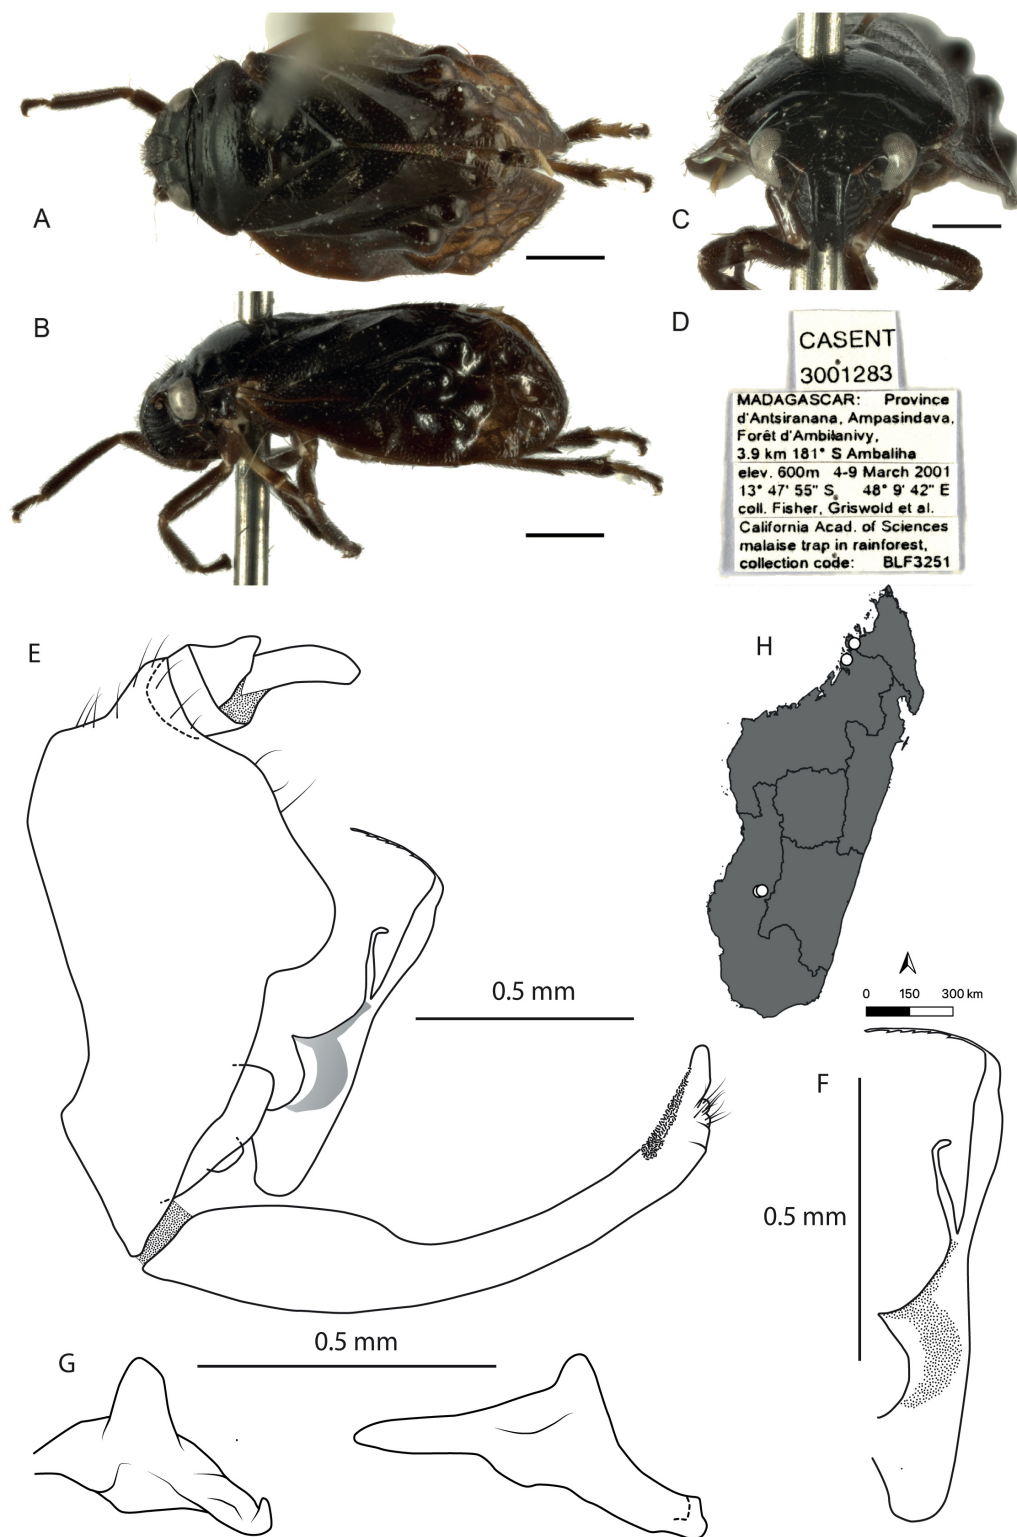 A
B
C
D
CASENT
3001283
MADAGASCAR: Province
d'Antsiranana, Ampasindava,
Forêt d'Ambilanivy,
3.9 km 181° S Ambaliha
elev. 600m 4-9 March 2001
13° 47' 55" S, 48° 9' 42" E
coll. Fisher, Griswold et al.
California Acad. of Sciences
malaise trap in rainforest,
collection code: BLF3251
E
0.5 mm
H
0 150 300 km
F
0.5 mm
G
0.5 mm